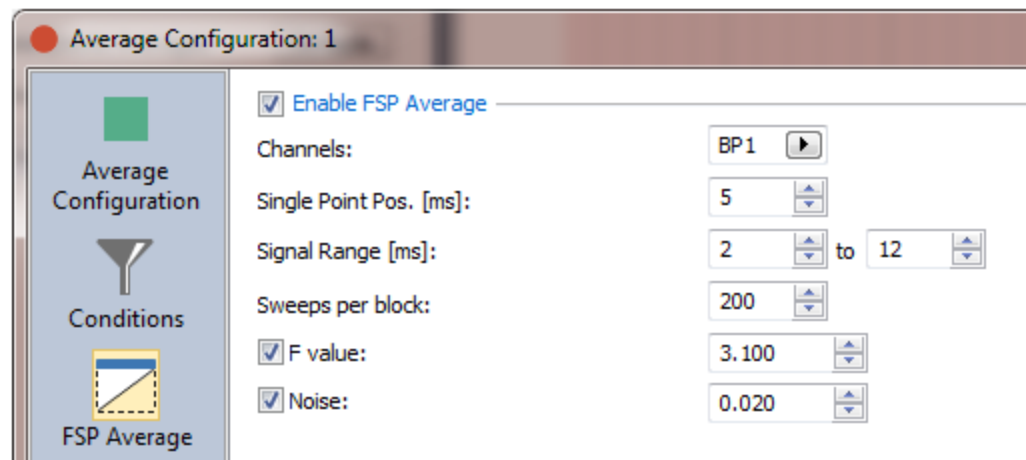 Average Configuration: 1
Average
Configuration
Conditions
FSP Average
Enable FSP Average
Channels: BP1
Single Point Pos. [ms]: 5
Signal Range [ms]: 2 to 12
Sweeps per block: 200
F value: 3.100
Noise: 0.020